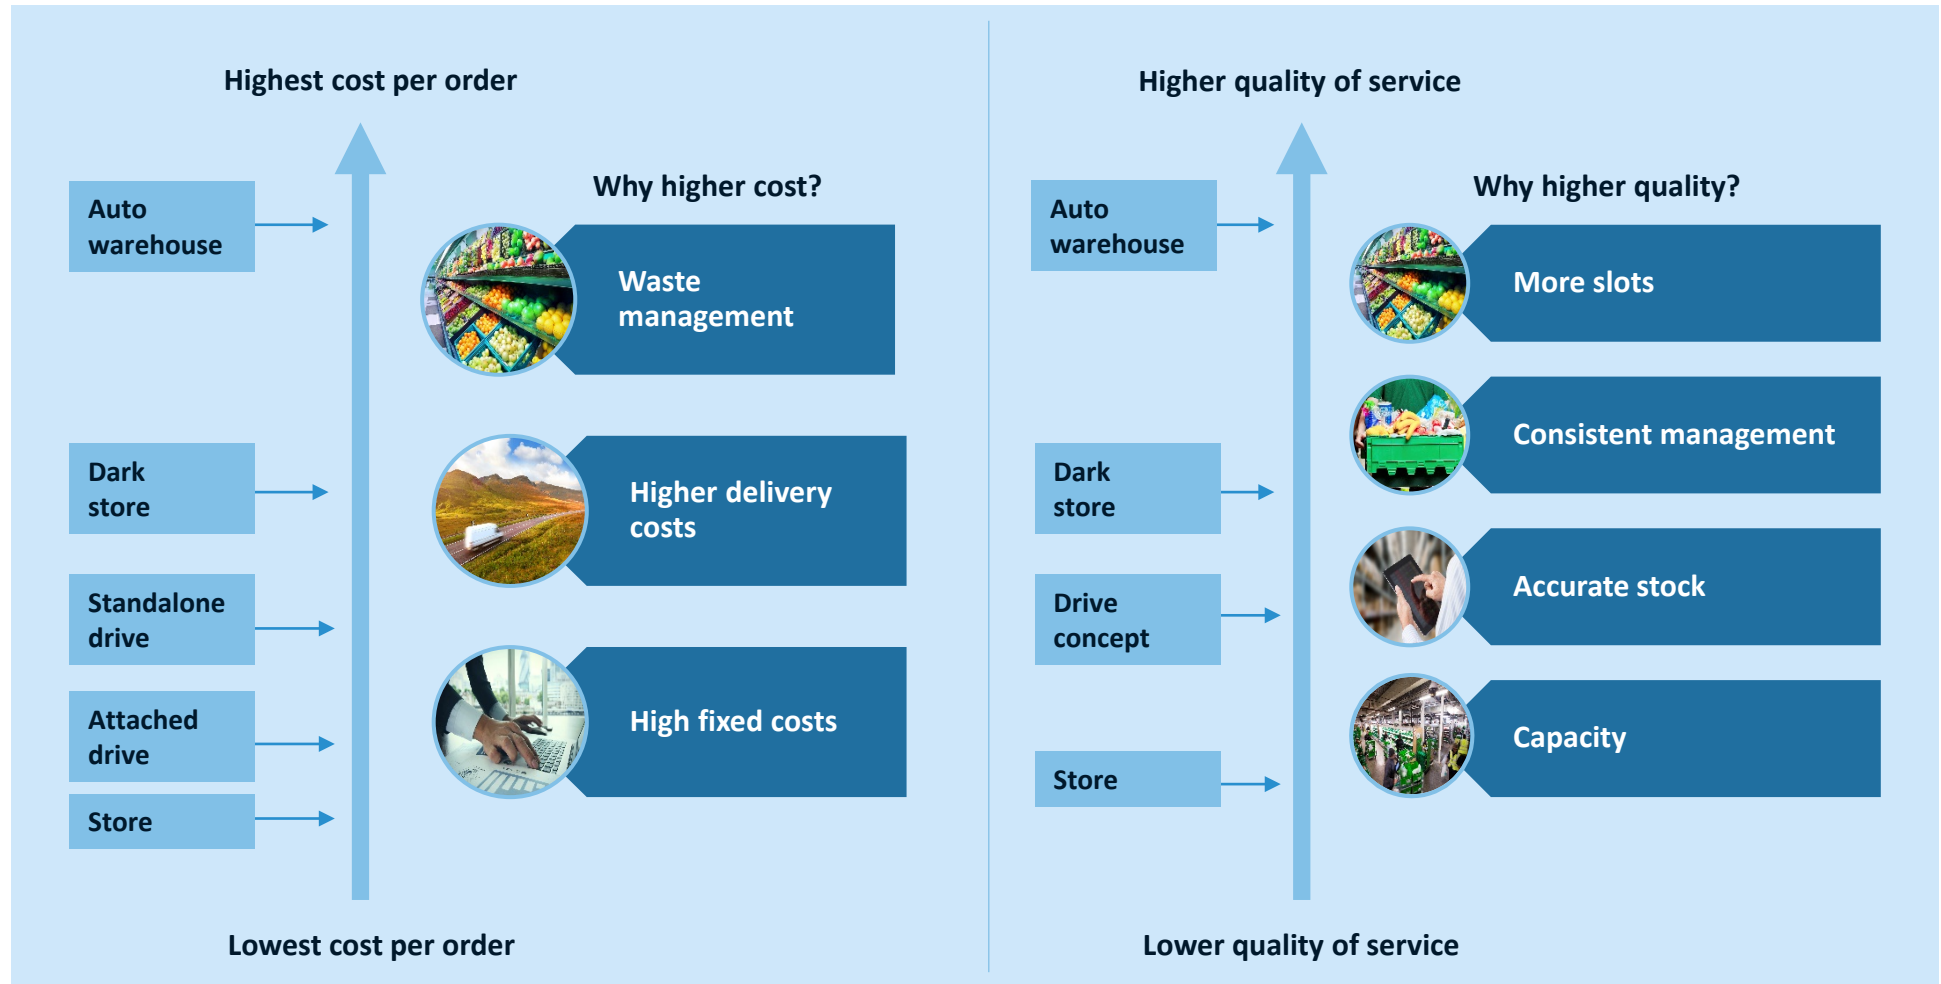 Highest cost per order
Auto
warehouse
Dark
store
Standalone
drive
Attached
drive
Store
Lowest cost per order
Why higher cost?
Waste
management
Higher delivery
costs
High fixed costs
Higher quality of service
Auto
warehouse
Dark
store
Drive
concept
Store
Lower quality of service
Why higher quality?
More slots
Consistent management
Accurate stock
Capacity